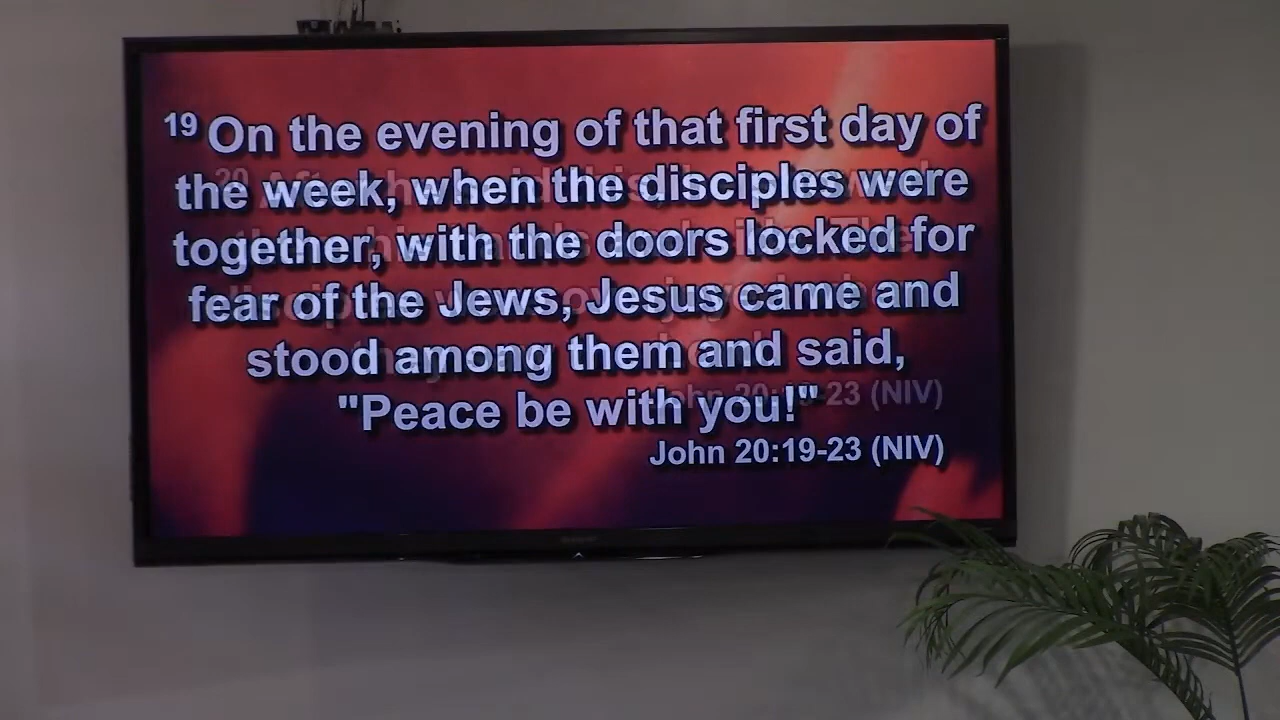 19 On the evening of that first day of
the week, when the disciples were
together, with the doors locked for
fear of the Jews, Jesus came and
stood among them and said,
"Peace be with you!"
John 20:19-23 (NIV)